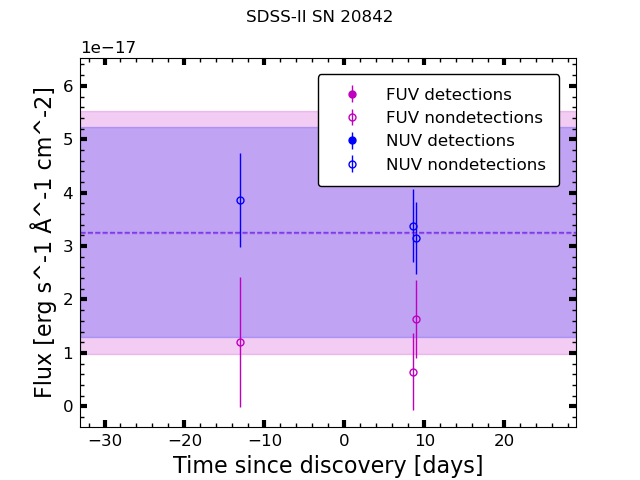 SDSS-II SN 20842
1e−17
FUV detections
FUV nondetections
NUV detections
NUV nondetections
6
5
4
3
2
1
0
Flux [erg s^-1 Å^-1 cm^-2]
−30 −20 −10 0 10 20
Time since discovery [days]